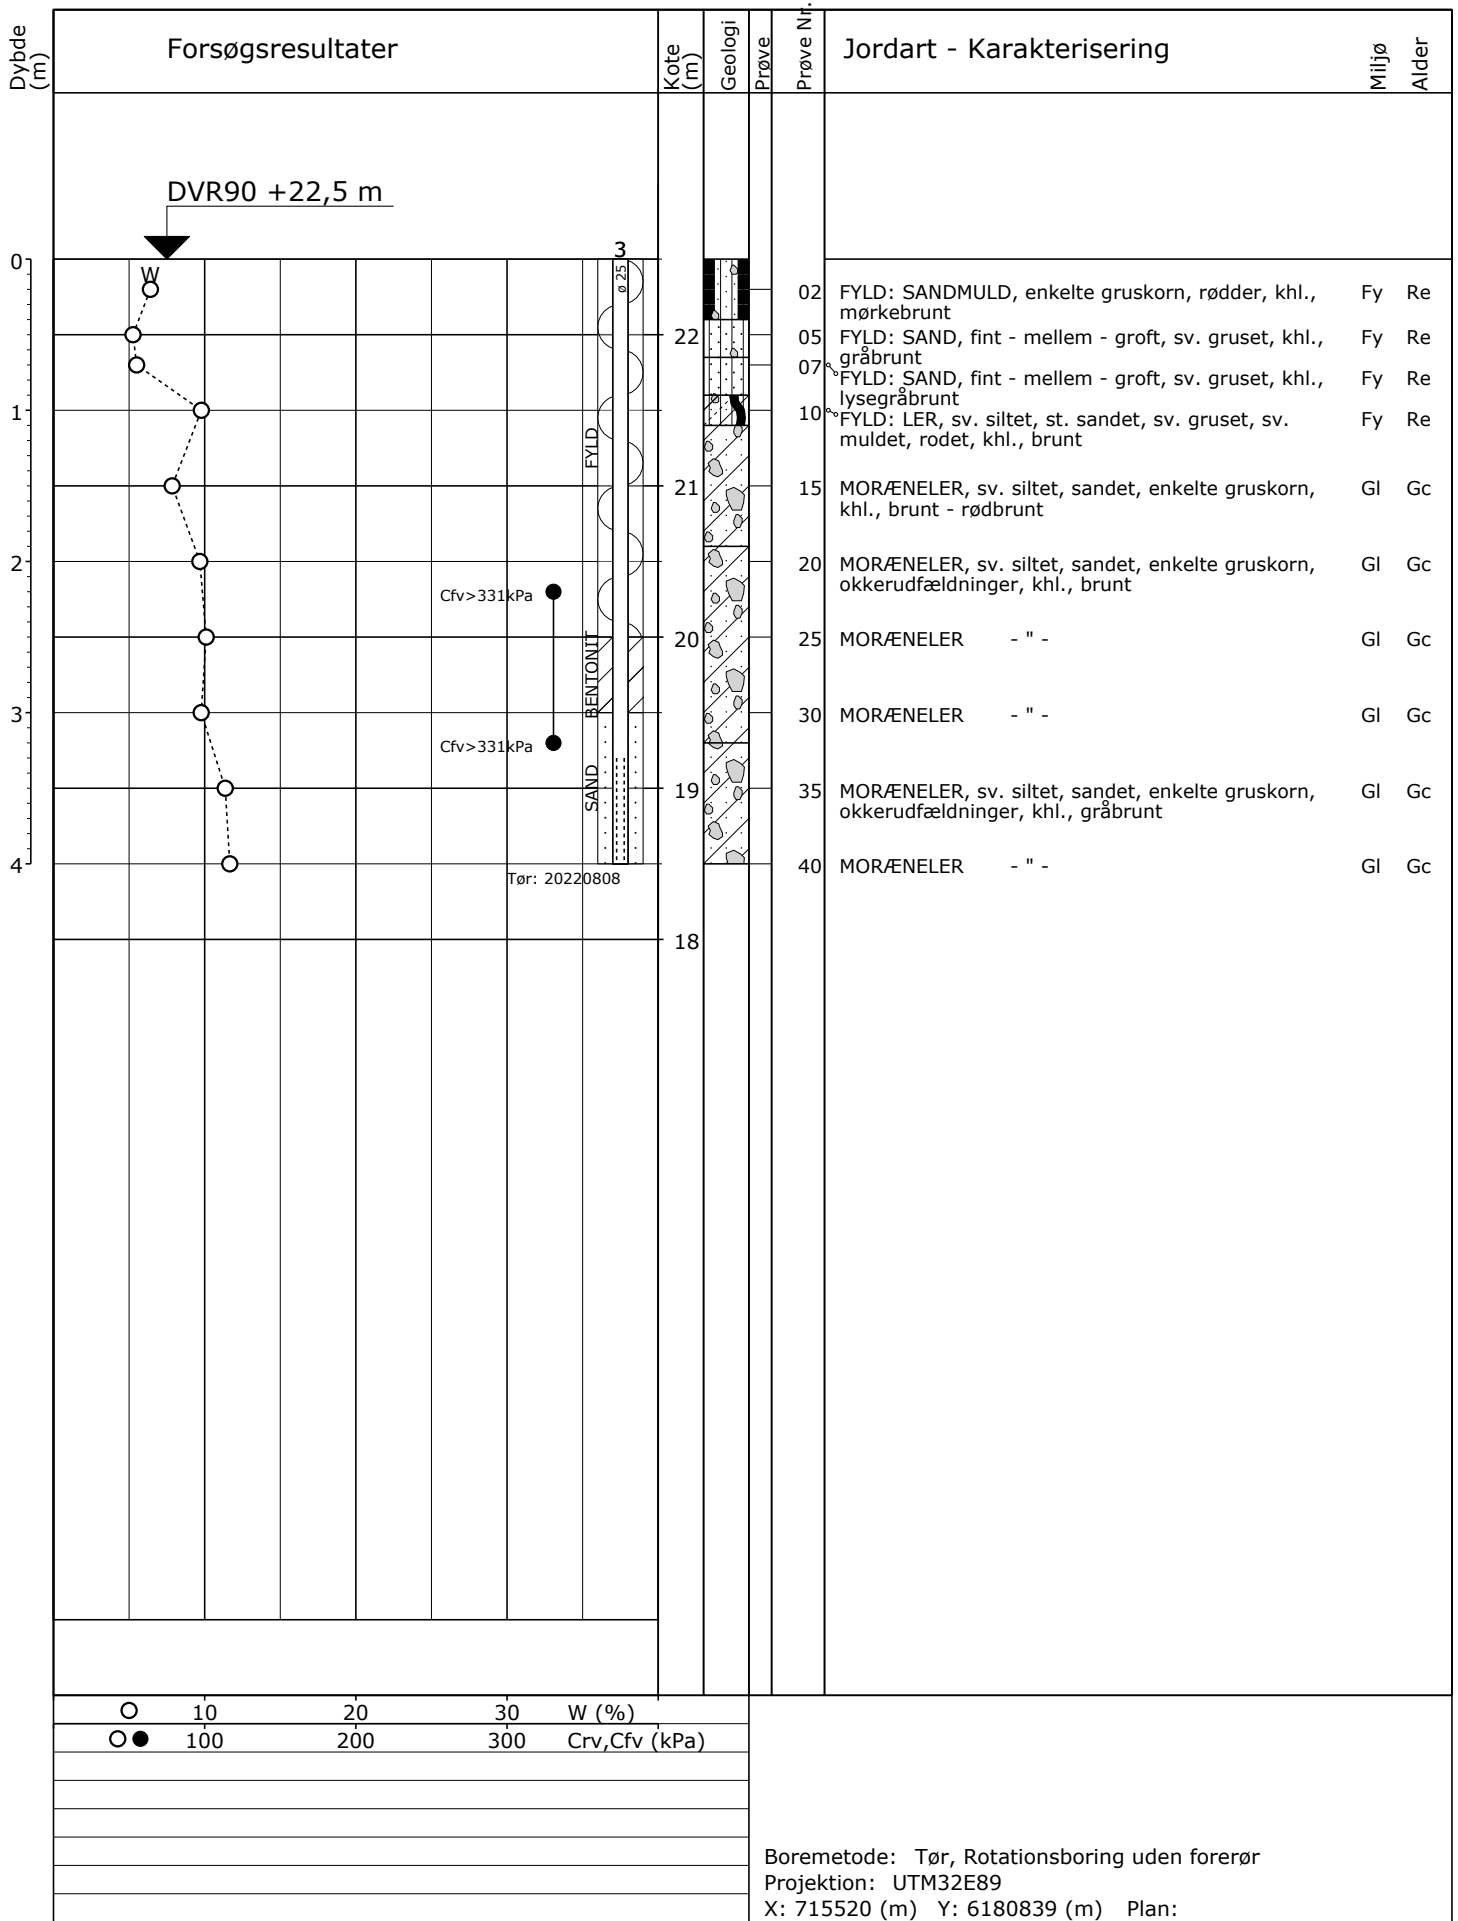 Dybde (m)
Forsøgsresultater
Kote (m)
Geologi
Prøve
Prøve Nr.
Jordart - Karakterisering
Miljø
Alder
DVR90 +22,5 m
0
1
2
3
4
W
3
ø 25
FYLD
BENTONIT
SAND
Cfv>331kPa
Cfv>331kPa
Tør: 20220808
22
21
20
19
18
02 FYLD: SANDMULD, enkelte gruskorn, rødder, khl., Fy Re
mørkebrunt
05 FYLD: SAND, fint - mellem - groft, sv. gruset, khl., Fy Re
gråbrunt
07 FYLD: SAND, fint - mellem - groft, sv. gruset, khl., Fy Re
lysegråbrunt
10 FYLD: LER, sv. siltet, st. sandet, sv. gruset, sv. Fy Re
muldet, rodet, khl., brunt
15 MORÆNELER, sv. siltet, sandet, enkelte gruskorn, Gl Gc
khl., brunt - rødbrunt
20 MORÆNELER, sv. siltet, sandet, enkelte gruskorn, Gl Gc
okkerudfældninger, khl., brunt
25 MORÆNELER - " - Gl Gc
30 MORÆNELER - " - Gl Gc
35 MORÆNELER, sv. siltet, sandet, enkelte gruskorn, Gl Gc
okkerudfældninger, khl., gråbrunt
40 MORÆNELER - " - Gl Gc
10 20 30 W (%)
100 200 300 Crv,Cfv (kPa)
Boremetode: Tør, Rotationsboring uden forerør
Projektion: UTM32E89
X: 715520 (m) Y: 6180839 (m) Plan: